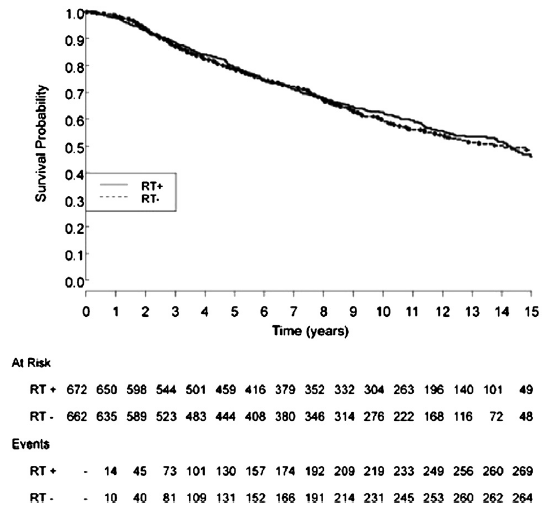 1.0
0.9
0.8
0.7
0.6
0.5
0.4
0.3
0.2
0.1
0.0
Survival Probability
RT+
RT-
0 1 2 3 4 5 6 7 8 9 10 11 12 13 14 15
Time (years)
At Risk
RT + 672 650 598 544 501 459 416 379 352 332 304 263 196 140 101 49
RT - 662 635 589 523 483 444 408 380 346 314 276 222 168 116 72 48
Events
RT + - 14 45 73 101 130 157 174 192 209 219 233 249 256 260 269
RT - - 10 40 81 109 131 152 166 191 214 231 245 253 260 262 264